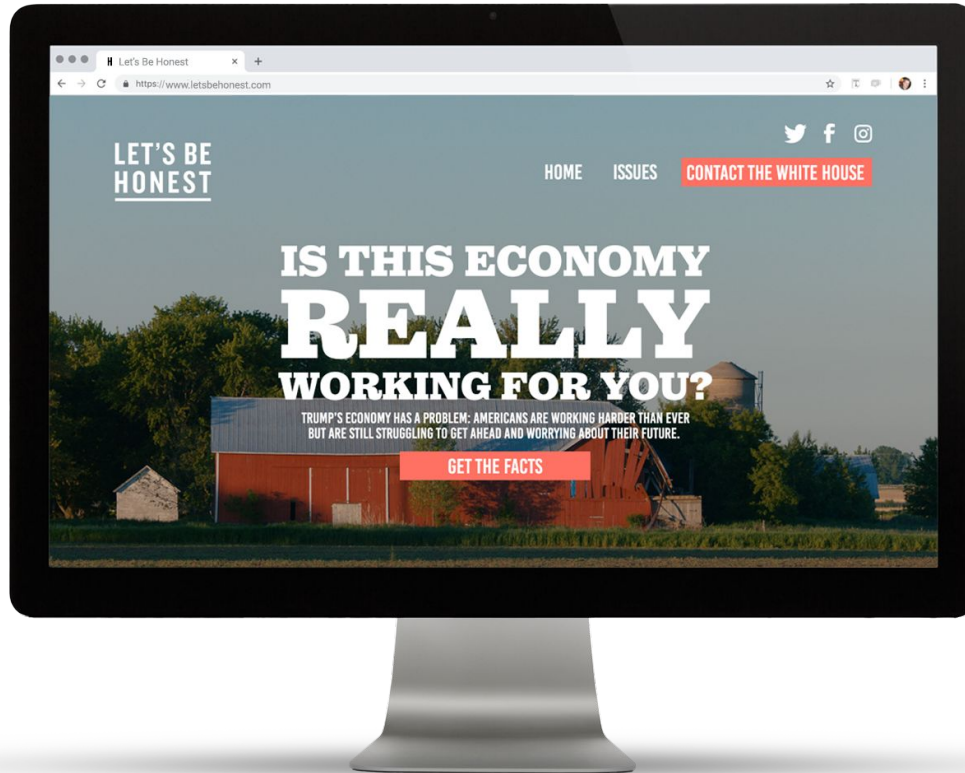 Let's Be Honest
https://www.letsbehonest.com
LET'S BE
HONEST
HOME ISSUES CONTACT THE WHITE HOUSE
IS THIS ECONOMY
REALLY
WORKING FOR YOU?
TRUMP'S ECONOMY HAS A PROBLEM: AMERICANS ARE WORKING HARDER THAN EVER
BUT ARE STILL STRUGGLING TO GET AHEAD AND WORRYING ABOUT THEIR FUTURE.
GET THE FACTS